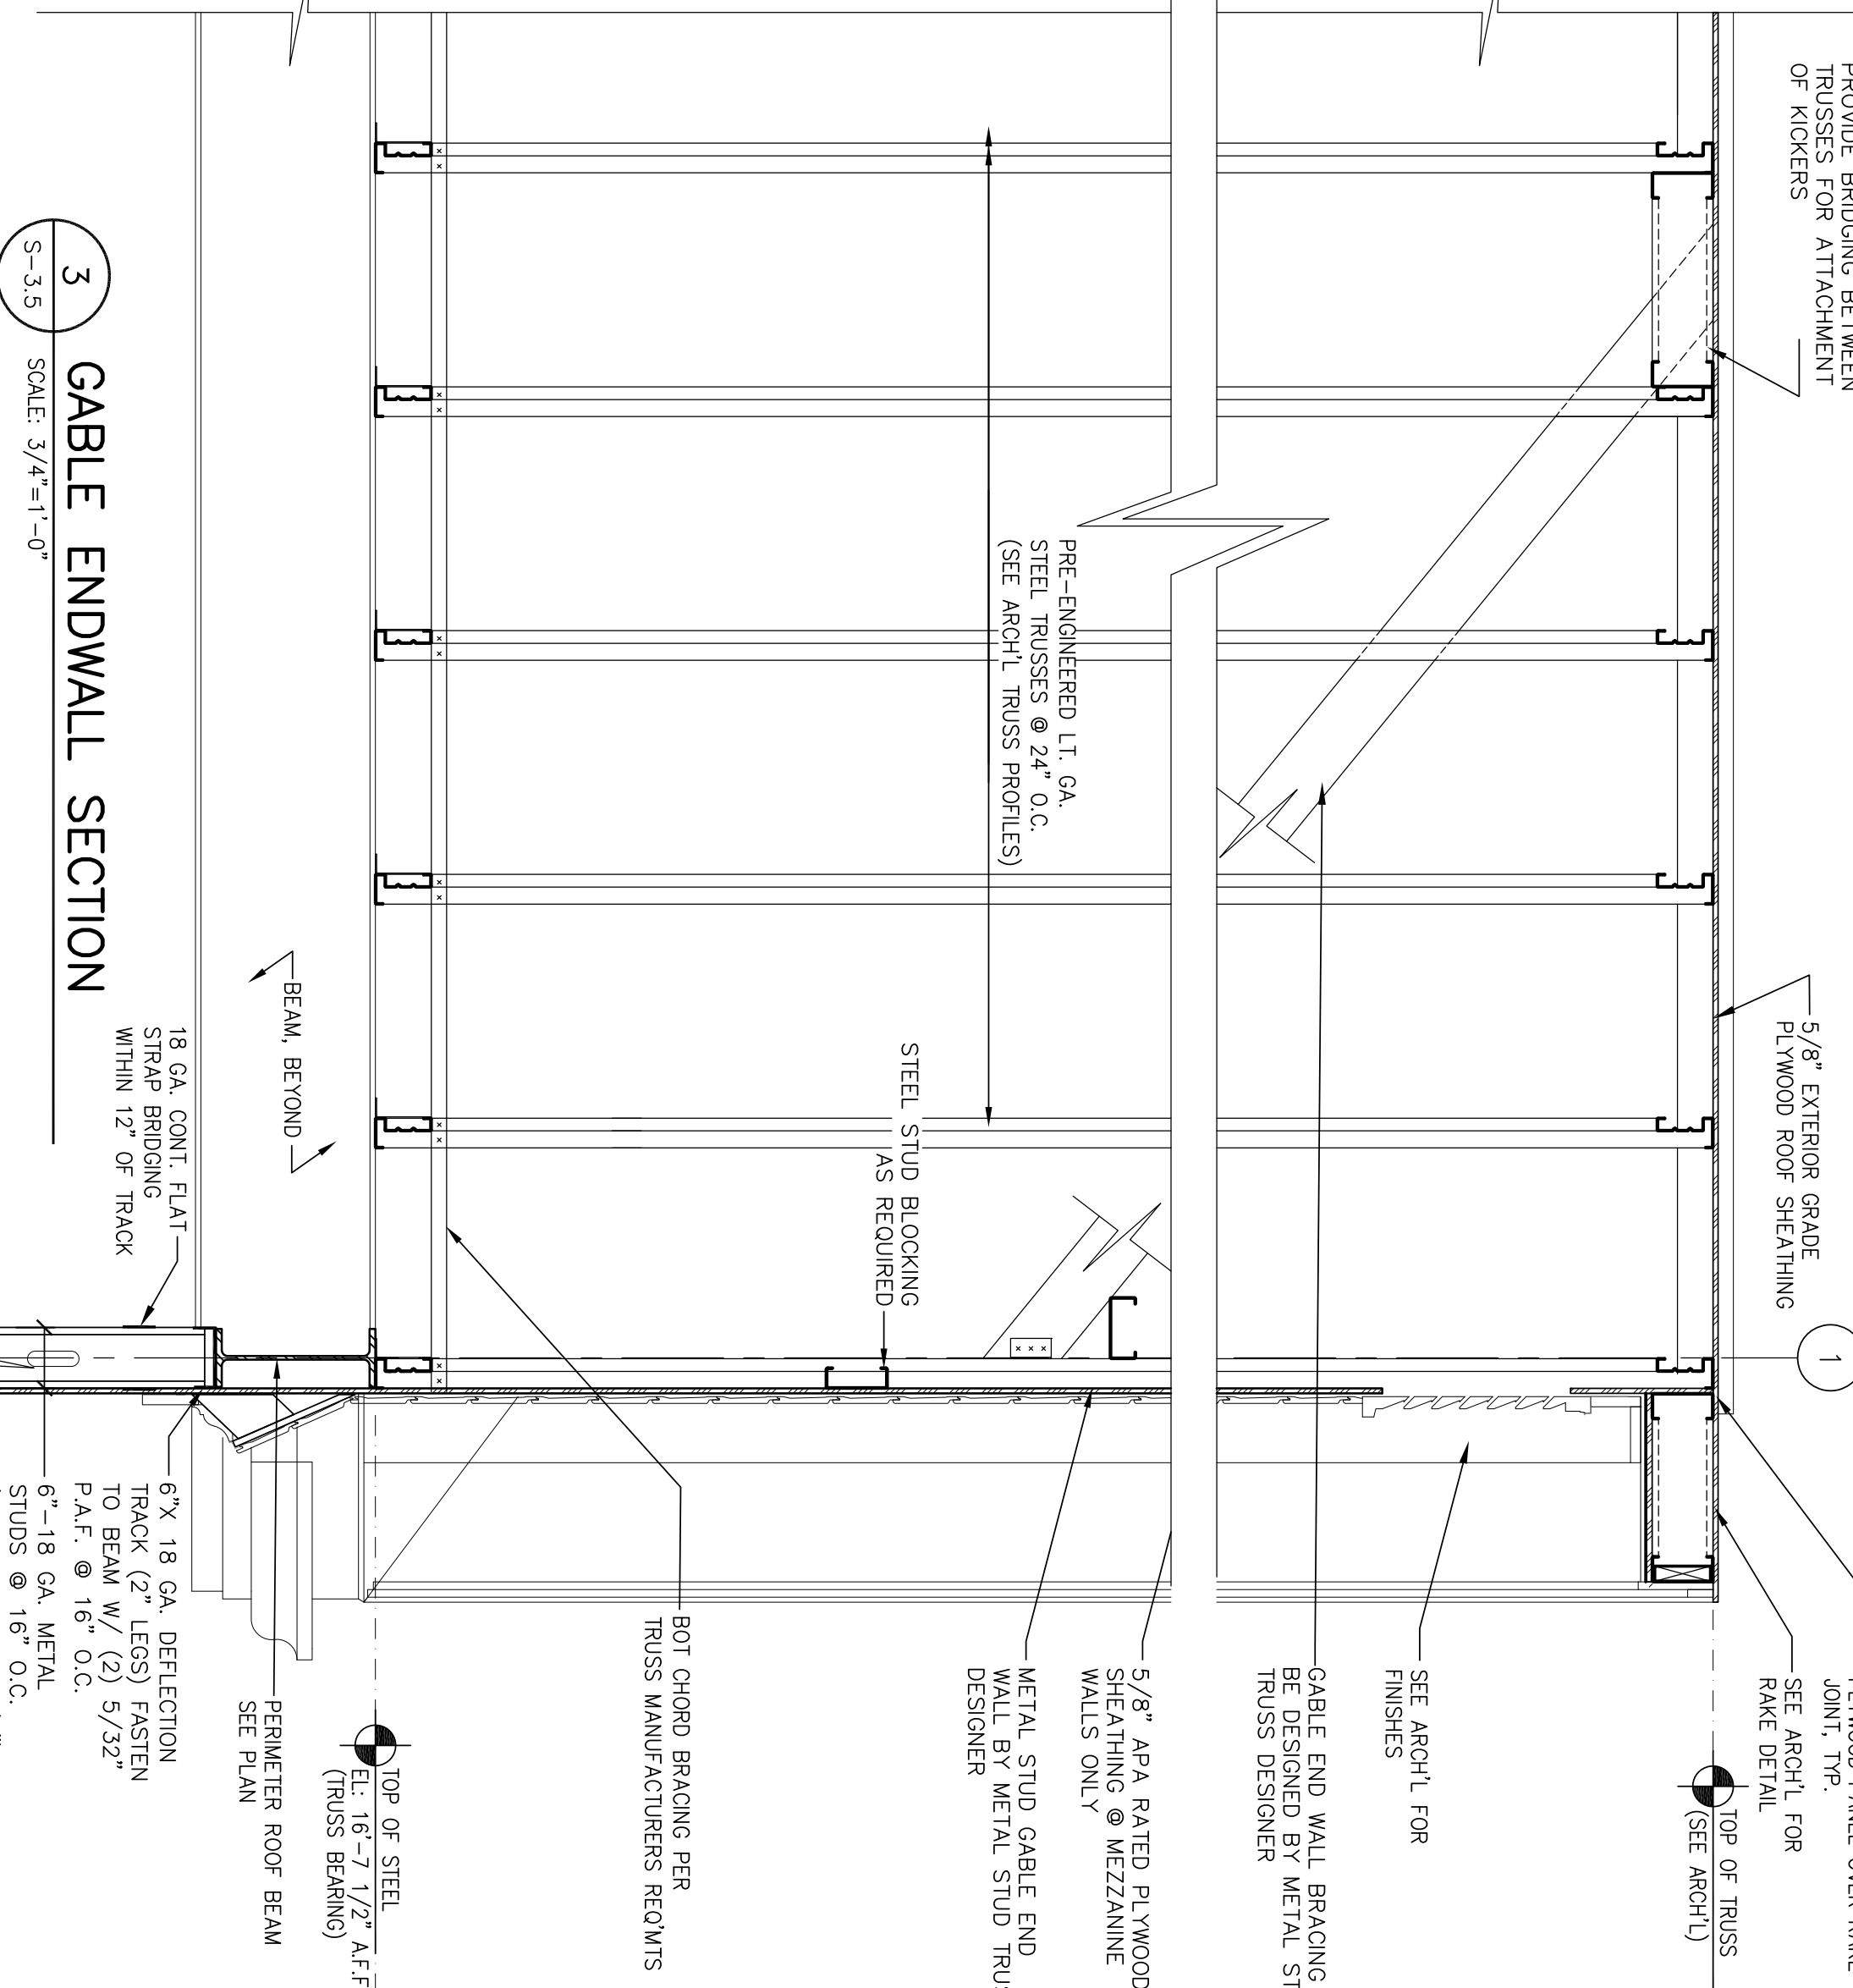 PROVIDE BRIDGING BETWEEN
TRUSSES FOR ATTACHMENT
OF KICKERS
5/8" EXTERIOR GRADE
PLYWOOD ROOF SHEATHING
1
JOINT, TYP.
SEE ARCH'L FOR
RAKE DETAIL
TOP OF TRUSS
(SEE ARCH'L)
SEE ARCH'L FOR
FINISHES
GABLE END WALL BRACING
BE DESIGNED BY METAL
TRUSS DESIGNER
5/8" APA RATED PLYWOOD
SHEATHING @ MEZZANINE
WALLS ONLY
METAL STUD GABLE END
WALL BY METAL STUD
DESIGNER
PRE-ENGINEERED LT. GA.
STEEL TRUSSES @ 24" O.C.
(SEE ARCH'L TRUSS PROFILES)
STEEL STUD BLOCKING
AS REQUIRED
BOT CHORD BRACING PER
TRUSS MANUFACTURERS REQ'MTS
TOP OF STEEL
EL: 16'-7 1/2" A.F.F
(TRUSS BEARING)
BEAM, BEYOND
PERIMETER ROOF BEAM
SEE PLAN
18 GA. CONT. FLAT
STRAP BRIDGING
WITHIN 12" OF TRACK
6"X 18 GA. DEFLECTION
TRACK (2" LEGS) FASTEN
TO BEAM W/ (2) 5/32"
P.A.F. @ 16" O.C.
6"-18 GA. METAL
STUDS @ 16" O.C.
3
S-3.5
GABLE ENDWALL SECTION
SCALE: 3/4"=1'-0"